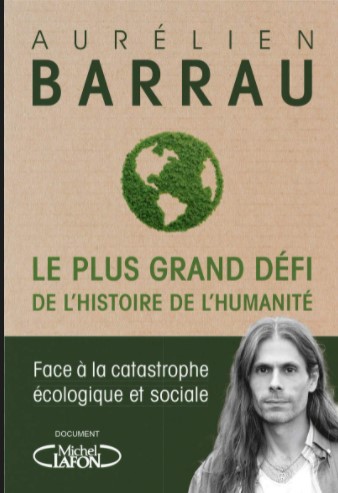 AURÉLIEN
BARRAU
LE PLUS GRAND DÉFI
DE L'HISTOIRE DE L'HUMANITÉ
Face à la catastrophe
écologique et sociale
DOCUMENT
Michel
LAFON